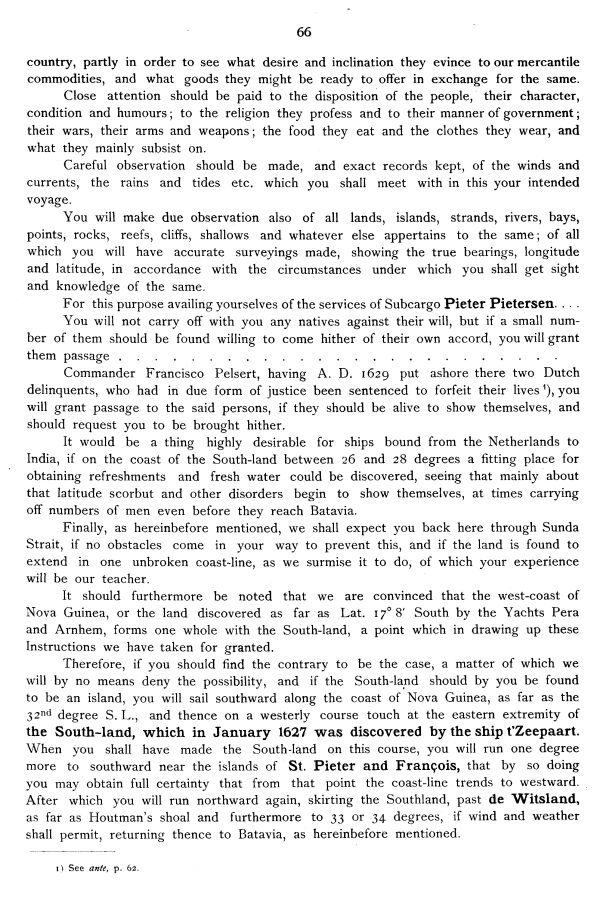 66
country, partly in order to see what desire and inclination they evince to our mercantile
commodities, and what goods they might be ready to offer in exchange for the same.
Close attention should be paid to the disposition of the people, their character,
condition and humours; to the religion they profess and to their manner of government;
their wars, their arms and weapons; the food they eat and the clothes they wear, and
what they mainly subsist on.
Careful observation should be made, and exact records kept, of the winds and
currents, the rains and tides etc. which you shall meet with in this your intended
voyage.
You will make due observation also of all lands, islands, strands, rivers, bays,
points, rocks, reefs, cliffs, shallows and whatever else appertains to the same; of all
which you will have accurate surveyings made, showing the true bearings, longitude
and latitude, in accordance with the circumstances under which you shall get sight
and knowledge of the same.
For this purpose availing yourselves of the services of Subcargo Pieter Pietersen. . . .
You will not carry off with you any natives against their will, but if a small num-
ber of them should be found willing to come hither of their own accord, you will grant
them passage . . . . . . . . . . . . . . . . . . . .
Commander Francisco Pelsert, having A. D. 1629 put ashore there two Dutch
delinquents, who had in due form of justice been sentenced to forfeit their lives ¹), you
will grant passage to the said persons, if they should be alive to show themselves, and
should request you to be brought hither.
It would be a thing highly desirable for ships bound from the Netherlands to
India, if on the coast of the South-land between 26 and 28 degrees a fitting place for
obtaining refreshments and fresh water could be discovered, seeing that mainly about
that latitude scorbut and other disorders begin to show themselves, at times carrying
off numbers of men even before they reach Batavia.
Finally, as hereinbefore mentioned, we shall expect you back here through Sunda
Strait, if no obstacles come in your way to prevent this, and if the land is found to
extend in one unbroken coast-line, as we surmise it to do, of which your experience
will be our teacher.
It should furthermore be noted that we are convinced that the west-coast of
Nova Guinea, or the land discovered as far as Lat. 17° 8′ South by the Yachts Pera
and Arnhem, forms one whole with the South-land, a point which in drawing up these
Instructions we have taken for granted.
Therefore, if you should find the contrary to be the case, a matter of which we
will by no means deny the possibility, and if the South-land should by you be found
to be an island, you will sail southward along the coast of Nova Guinea, as far as the
32nd degree S. L., and thence on a westerly course touch at the eastern extremity of
the South-land, which in January 1627 was discovered by the ship t'Zeepaart.
When you shall have made the South-land on this course, you will run one degree
more to southward near the islands of St. Pieter and François, that by so doing
you may obtain full certainty that from that point the coast-line trends to westward.
After which you will run northward again, skirting the Southland, past de Witsland,
as far as Houtman's shoal and furthermore to 33 or 34 degrees, if wind and weather
shall permit, returning thence to Batavia, as hereinbefore mentioned.
1) See ante, p. 62.